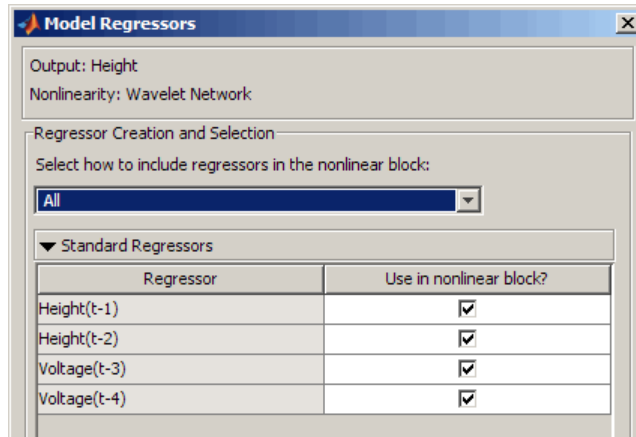 Model Regressors
Output: Height
Nonlinearity: Wavelet Network
Regressor Creation and Selection
Select how to include regressors in the nonlinear block:
All
Standard Regressors
Regressor Use in nonlinear block?
Height(t-1)
Height(t-2)
Voltage(t-3)
Voltage(t-4)